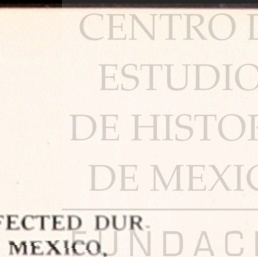 CENTRO D
ESTUDIO
DE HISTOR
DE MEXIC
FECTED DUR-
MEXICO,
FUNDACI